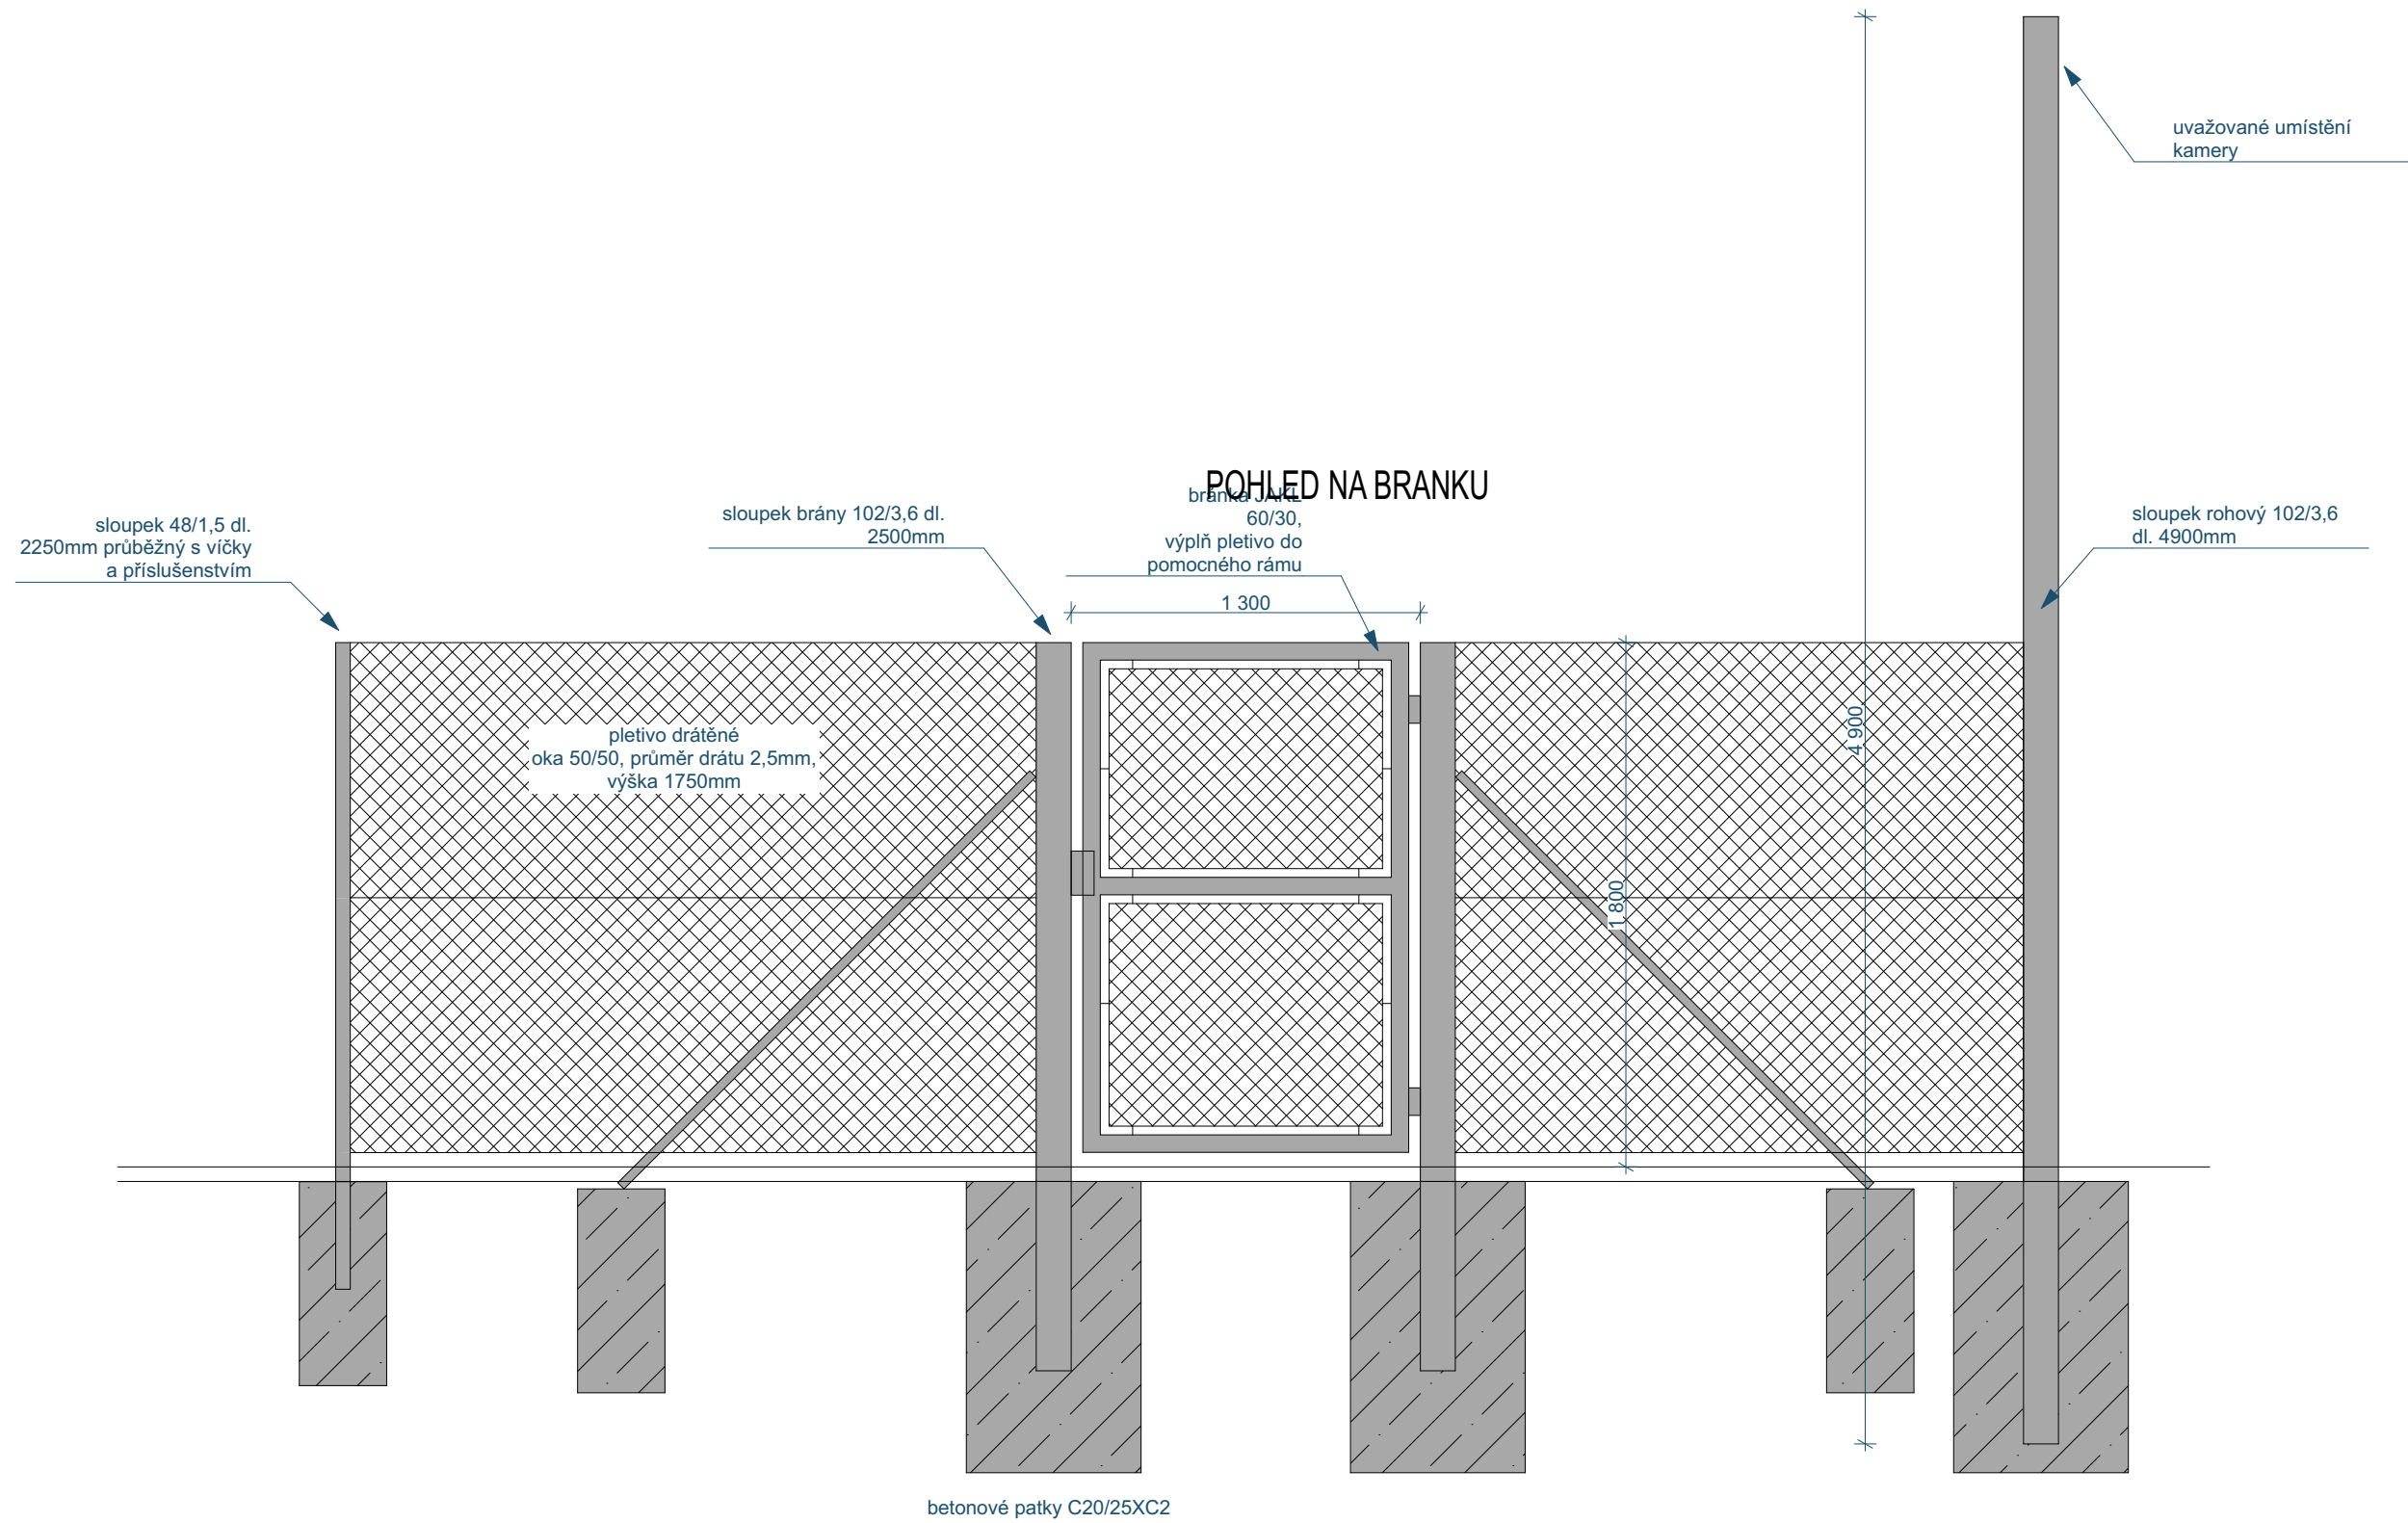 uvažované umístění
kamery
POHLED NA BRANKU
sloupek 48/1,5 dl.
2250mm průběžný s víčky
a příslušenstvím
sloupek brány 102/3,6 dl.
2500mm
bránka JAKL
60/30,
výplň pletivo do
pomocného rámu
sloupek rohový 102/3,6
dl. 4900mm
1 300
pletivo drátěné
oka 50/50, průměr drátu 2,5mm,
výška 1750mm
4 900
1 800
betonové patky C20/25XC2